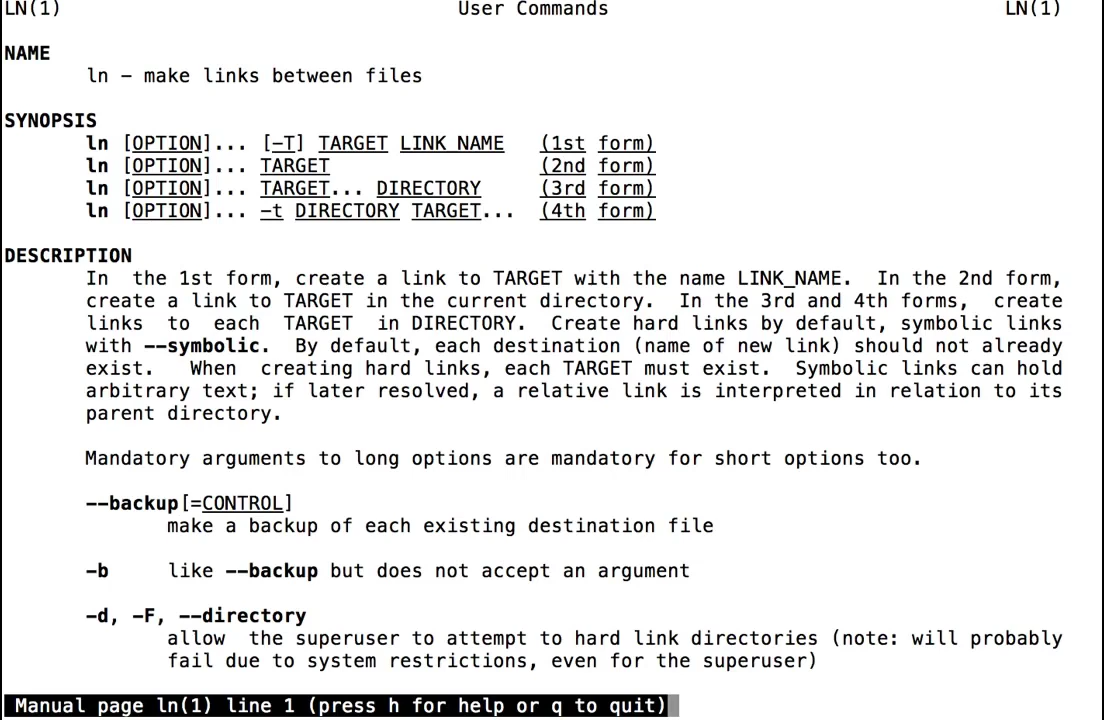 LN(1) User Commands LN(1)
NAME
ln – make links between files
SYNOPSIS
ln [OPTION]... [–T] TARGET LINK_NAME (1st form)
ln [OPTION]... TARGET (2nd form)
ln [OPTION]... TARGET... DIRECTORY (3rd form)
ln [OPTION]... –t DIRECTORY TARGET... (4th form)
DESCRIPTION
In the 1st form, create a link to TARGET with the name LINK_NAME. In the 2nd form,
create a link to TARGET in the current directory. In the 3rd and 4th forms, create
links to each TARGET in DIRECTORY. Create hard links by default, symbolic links
with ––symbolic. By default, each destination (name of new link) should not already
exist. When creating hard links, each TARGET must exist. Symbolic links can hold
arbitrary text; if later resolved, a relative link is interpreted in relation to its
parent directory.
Mandatory arguments to long options are mandatory for short options too.
––backup[=CONTROL]
make a backup of each existing destination file
–b like ––backup but does not accept an argument
–d, –F, ––directory
allow the superuser to attempt to hard link directories (note: will probably
fail due to system restrictions, even for the superuser)
Manual page ln(1) line 1 (press h for help or q to quit)